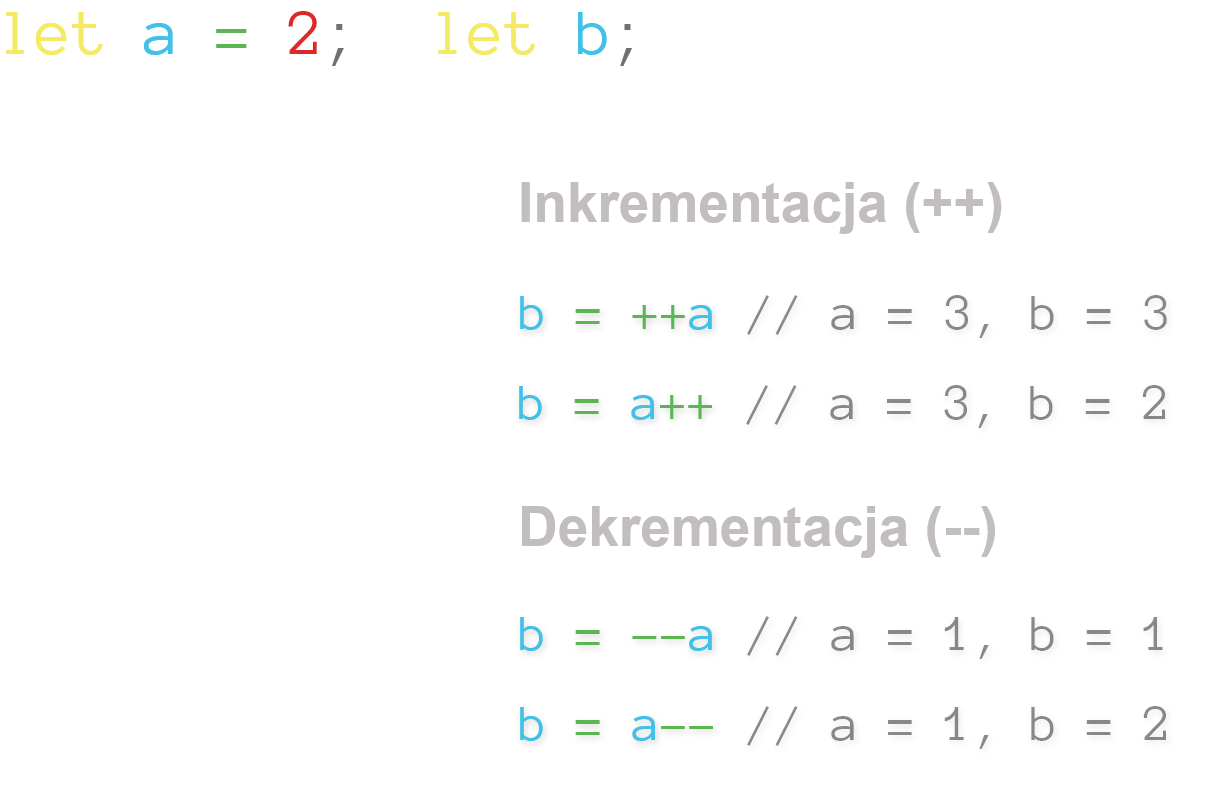 let a = 2;  let b;
Inkrementacja (++)
b = ++a // a = 3, b = 3
b = a++ // a = 3, b = 2
Dekrementacja (--)
b = --a // a = 1, b = 1
b = a-- // a = 1, b = 2